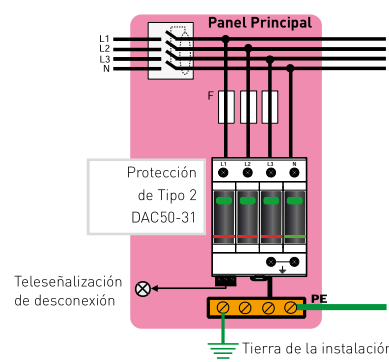 Panel Principal
L1
L2
L3
N
F
L1 L2 L3 N
Protección
de Tipo 2
DAC50-31
Teleseñalización
de desconexión
PE
Tierra de la instalación